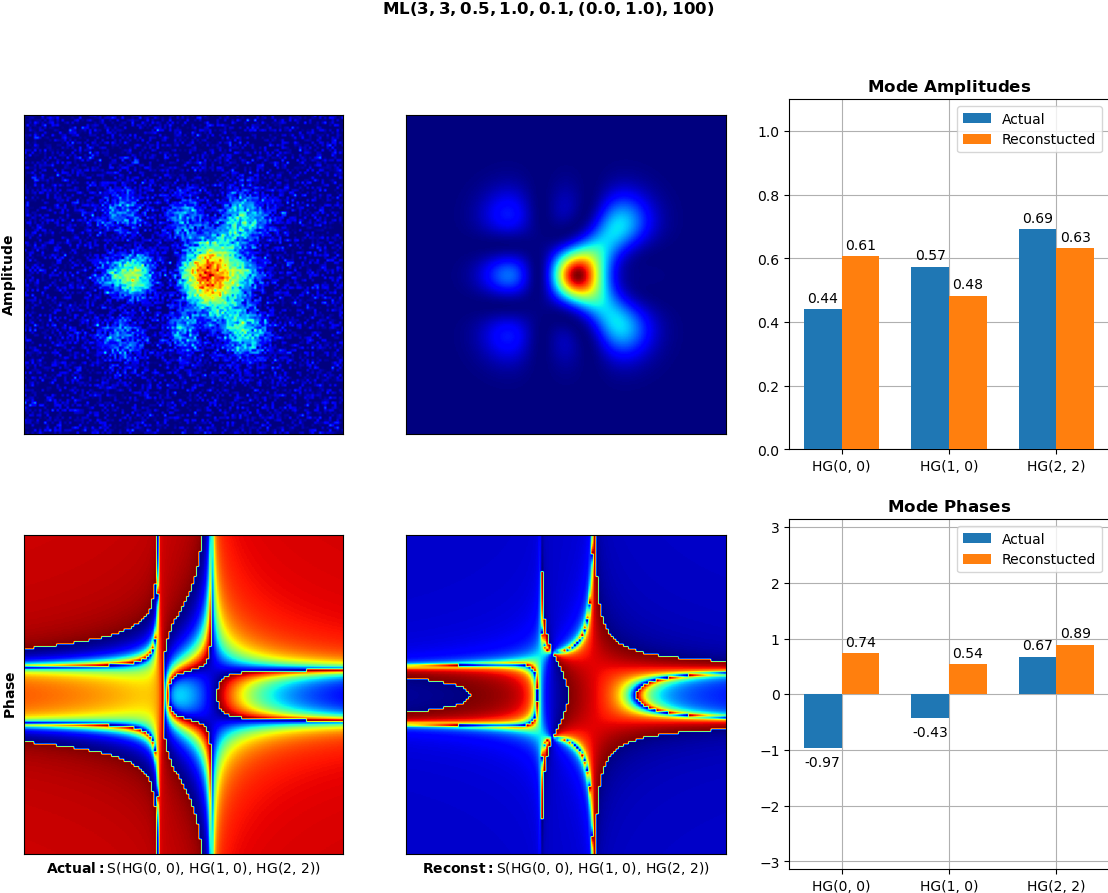 ML(3, 3, 0.5, 1.0, 0.1, (0.0, 1.0), 100)
Amplitude
Mode Amplitudes
Actual
Reconstucted
1.0
0.8
0.6
0.4
0.2
0.0
0.44
0.61
0.57
0.48
0.69
0.63
HG(0, 0) HG(1, 0) HG(2, 2)
Phase
Actual: S(HG(0, 0), HG(1, 0), HG(2, 2))
Reconst: S(HG(0, 0), HG(1, 0), HG(2, 2))
Mode Phases
Actual
Reconstucted
3
2
1
0
−1
−2
−3
-0.97
0.74
-0.43
0.54
0.67
0.89
HG(0, 0) HG(1, 0) HG(2, 2)